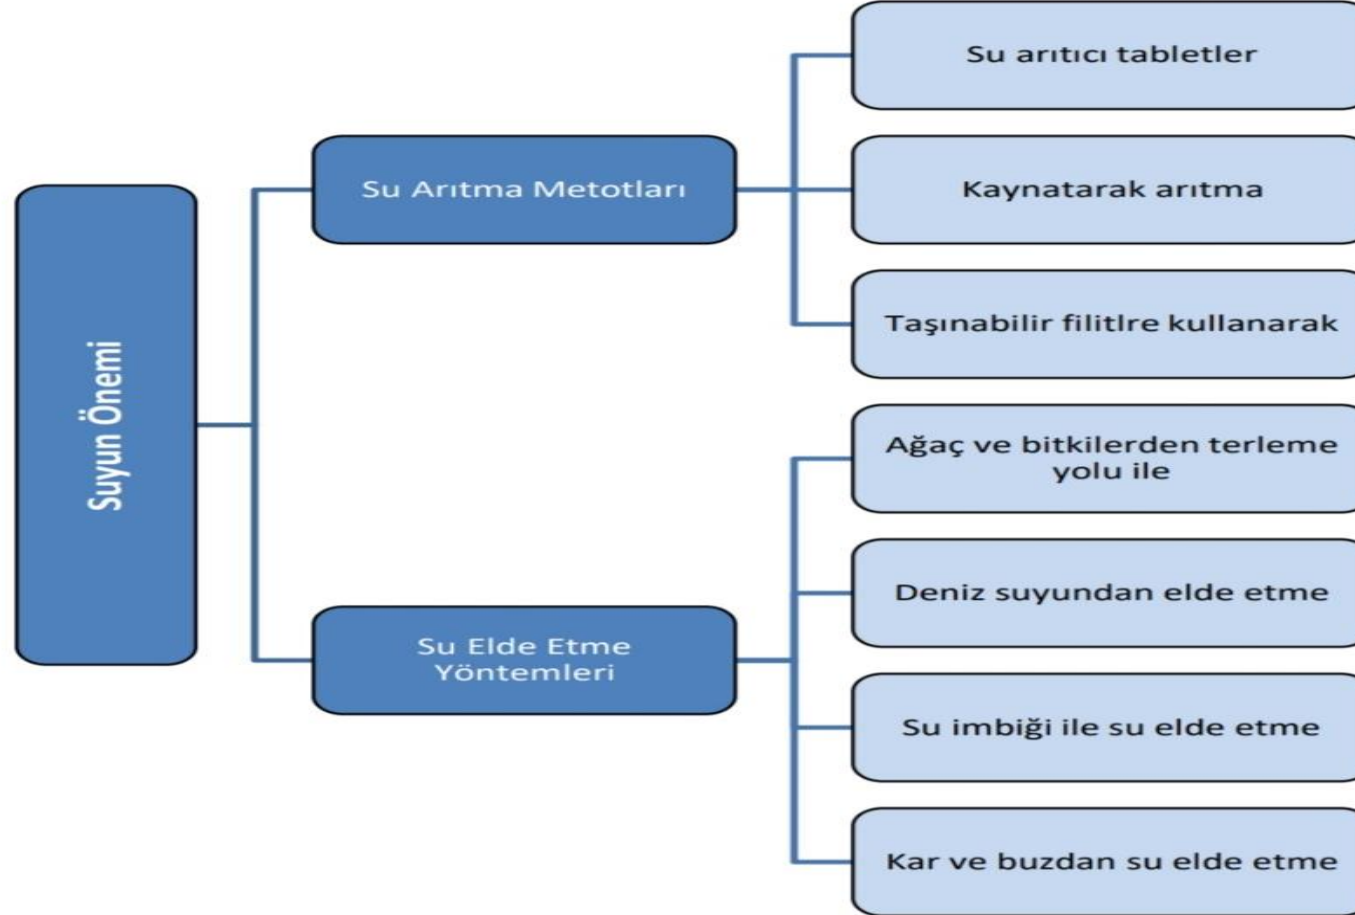 Suyun Önemi
Su Arıtma Metotları
Su arıtıcı tabletler
Kaynatarak arıtma
Taşınabilir filitlre kullanarak
Su Elde Etme
Yöntemleri
Ağaç ve bitkilerden terleme
yolu ile
Deniz suyundan elde etme
Su imbiği ile su elde etme
Kar ve buzdan su elde etme